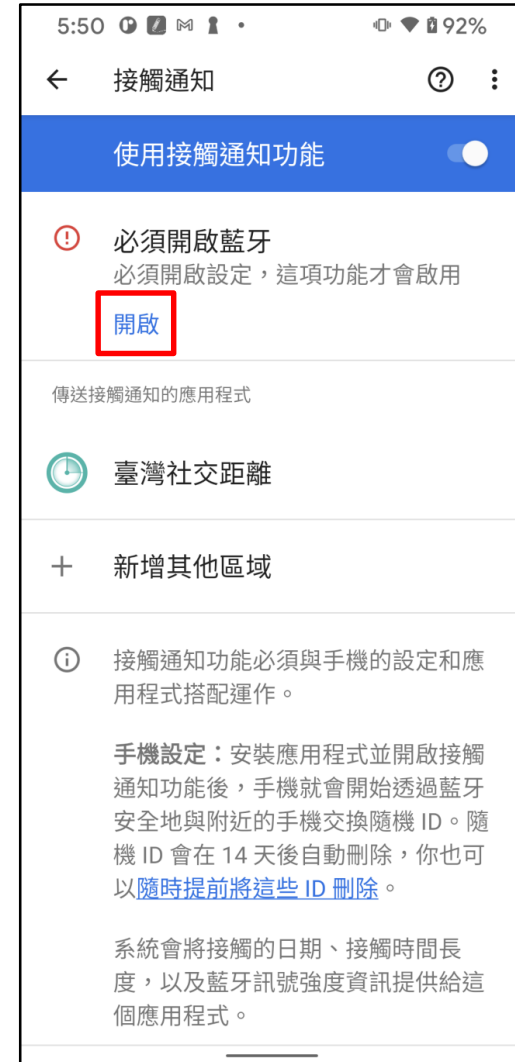 5:50
92%
接觸通知
使用接觸通知功能
必須開啟藍牙
必須開啟設定，這項功能才會啟用
開啟
傳送接觸通知的應用程式
臺灣社交距離
新增其他區域
接觸通知功能必須與手機的設定和應
用程式搭配運作。
手機設定：安裝應用程式並開啟接觸
通知功能後，手機就會開始透過藍牙
安全地與附近的手機交換隨機 ID。隨
機 ID 會在 14 天後自動刪除，你也可
以隨時提前將這些 ID 刪除。
系統會將接觸的日期、接觸時間長
度，以及藍牙訊號強度資訊提供給這
個應用程式。